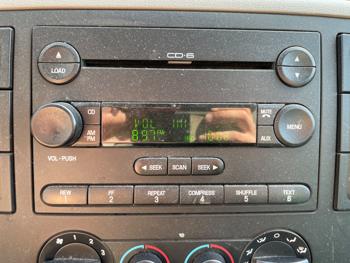 CD-6
LOAD
CD
MUTE
VOL
MENU
AM
FM
89.7
AUX
VOL-PUSH
SEEK SCAN SEEK
REW FF REPEAT COMPRESS SHUFFLE TEXT
1 2 3 4 5 6